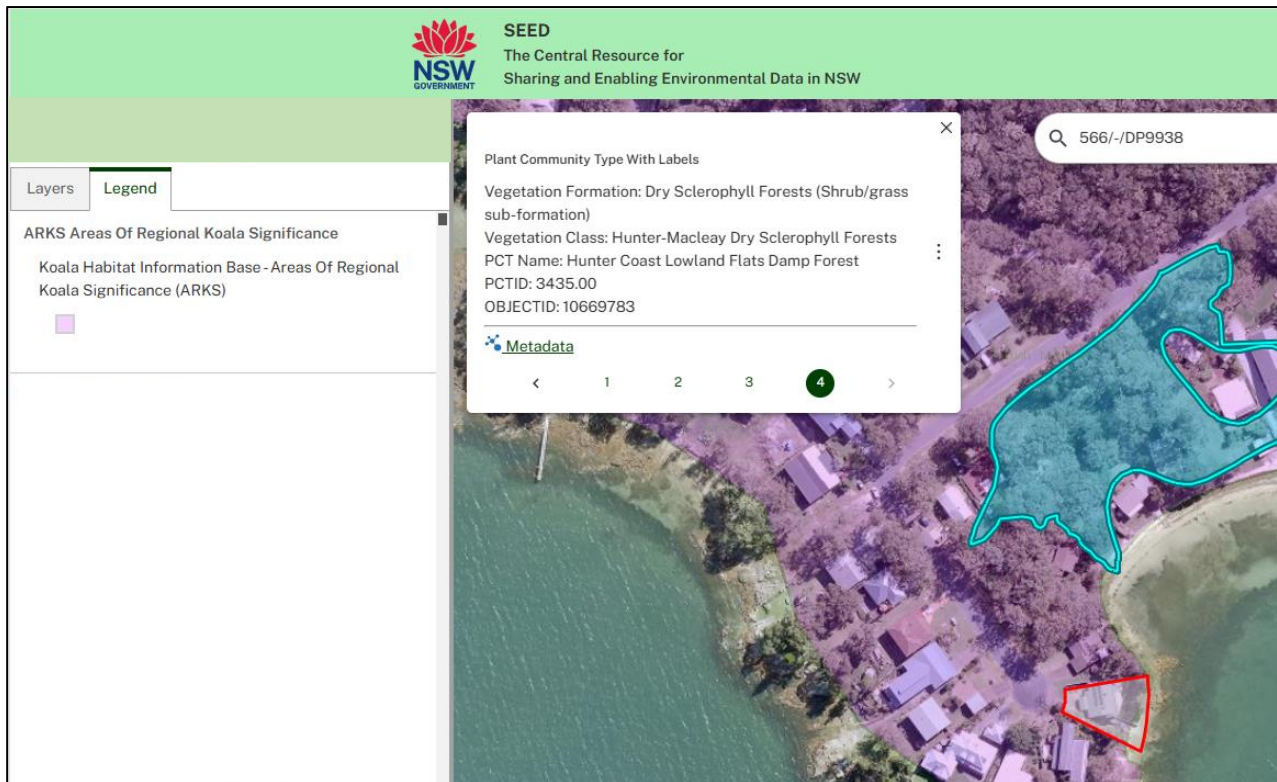 NSW
GOVERNMENT
SEED
The Central Resource for
Sharing and Enabling Environmental Data in NSW
Layers
Legend
ARKS Areas Of Regional Koala Significance
Koala Habitat Information Base - Areas Of Regional
Koala Significance (ARKS)
Plant Community Type With Labels
Vegetation Formation: Dry Sclerophyll Forests (Shrub/grass
sub-formation)
Vegetation Class: Hunter-Macleay Dry Sclerophyll Forests
PCT Name: Hunter Coast Lowland Flats Damp Forest
PCTID: 3435.00
OBJECTID: 10669783
Metadata
1 2 3 4
566/-/DP9938